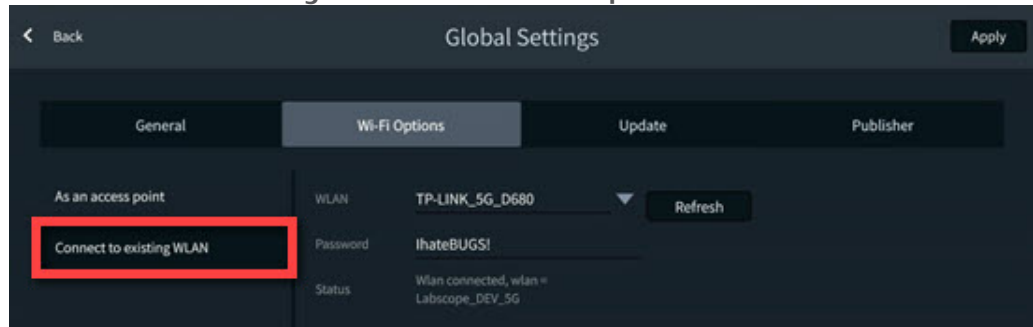 Back
Global Settings
Apply
General
Wi-Fi Options
Update
Publisher
As an access point
WLAN
TP-LINK_5G_D680
Refresh
Connect to existing WLAN
Password
IhateBUGS!
Status
Wlan connected, wlan =
Labscope_DEV_5G